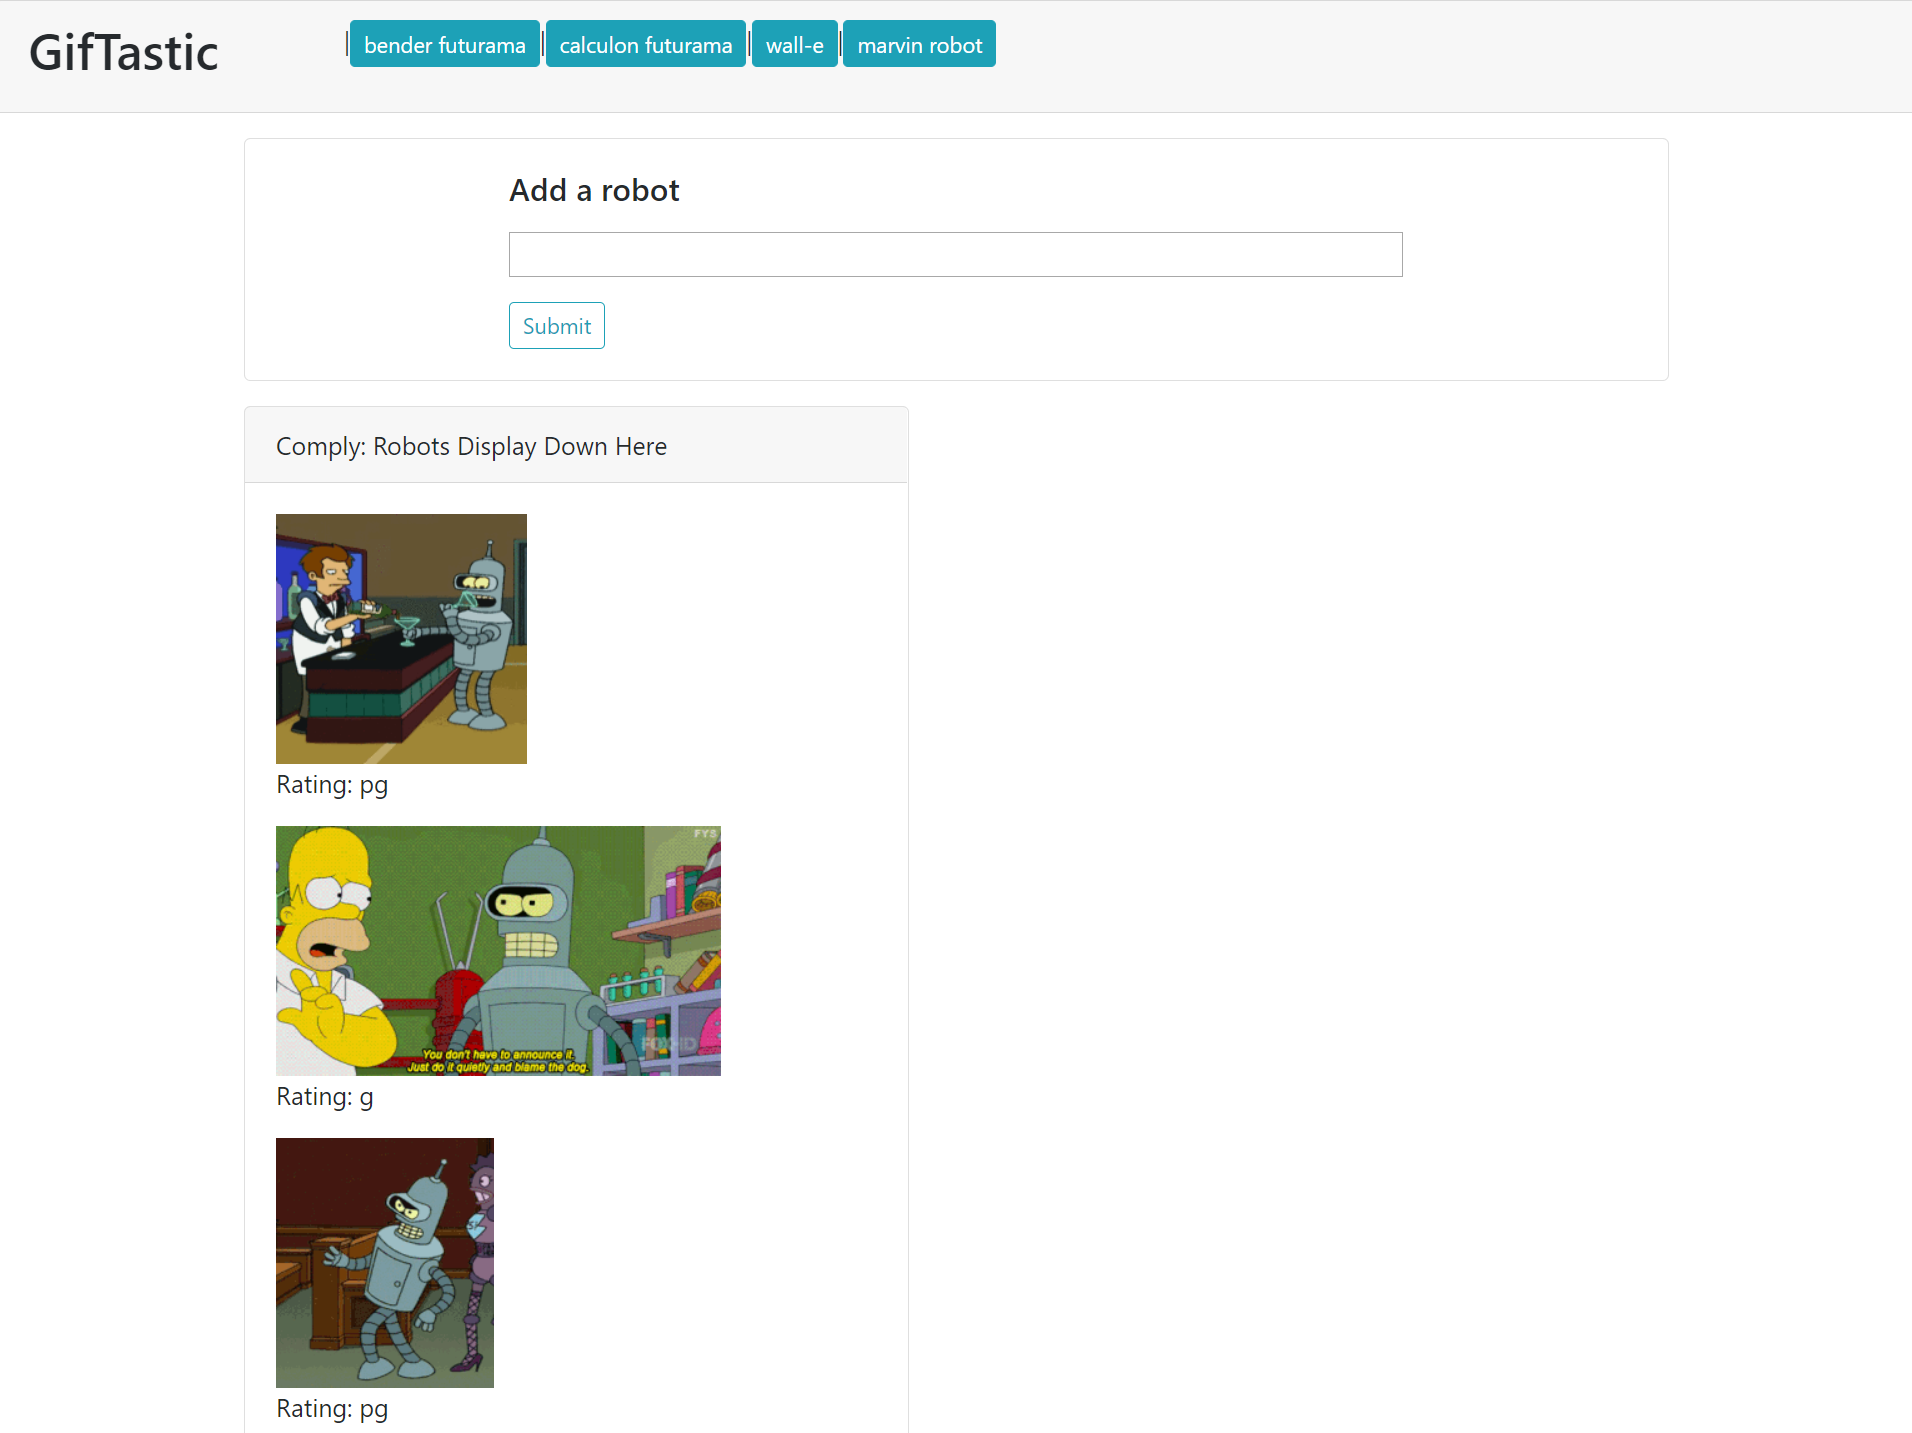 GifTastic
bender futurama
calculon futurama
wall-e
marvin robot
Add a robot
Submit
Comply: Robots Display Down Here
Rating: pg
FYS
You don't have to announce it.
Just do it quietly and blame the dog.
FOX HD
Rating: g
Rating: pg